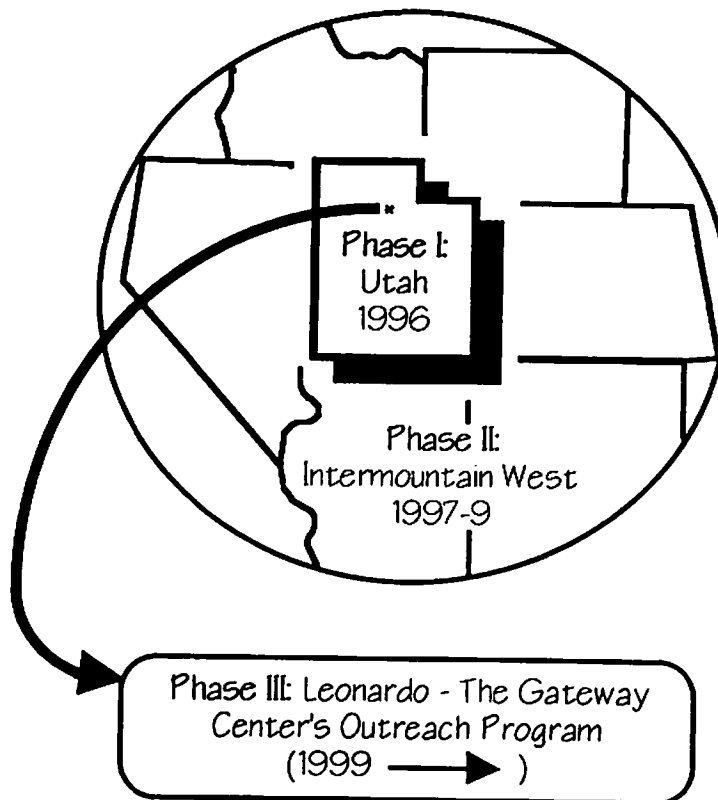 Phase I:
Utah
1996
Phase II:
Intermountain West
1997-9
Phase III: Leonardo - The Gateway
Center's Outreach Program
(1999 → )